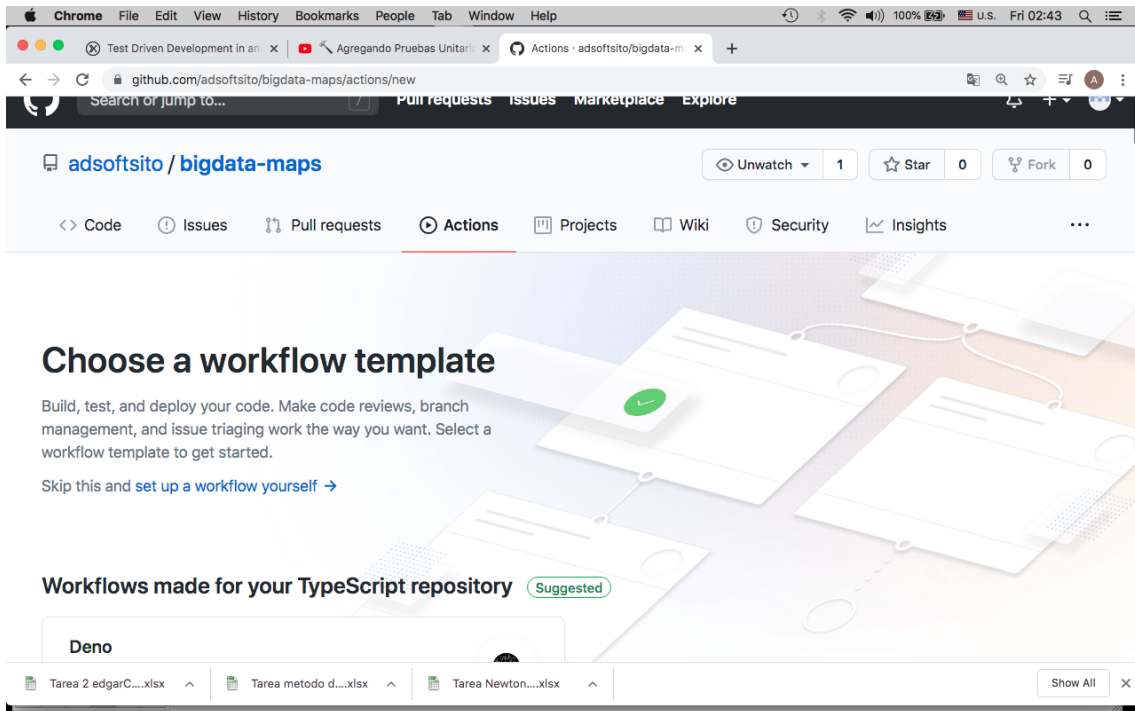 Chrome File Edit View History Bookmarks People Tab Window Help 100% U.S. Fri 02:43
Test Driven Development in an Agregando Pruebas Unitari Actions · adsoftsito/bigdata-m
github.com/adsoftsito/bigdata-maps/actions/new A
Search or jump to... / Pull requests Issues Marketplace Explore
adsoftsito / bigdata-maps Unwatch 1 Star 0 Fork 0
Code Issues Pull requests Actions Projects Wiki Security Insights
Choose a workflow template
Build, test, and deploy your code. Make code reviews, branch
management, and issue triaging work the way you want. Select a
workflow template to get started.
Skip this and set up a workflow yourself →
Workflows made for your TypeScript repository Suggested
Deno
Tarea 2 edgarC....xlsx Tarea metodo d....xlsx Tarea Newton....xlsx Show All